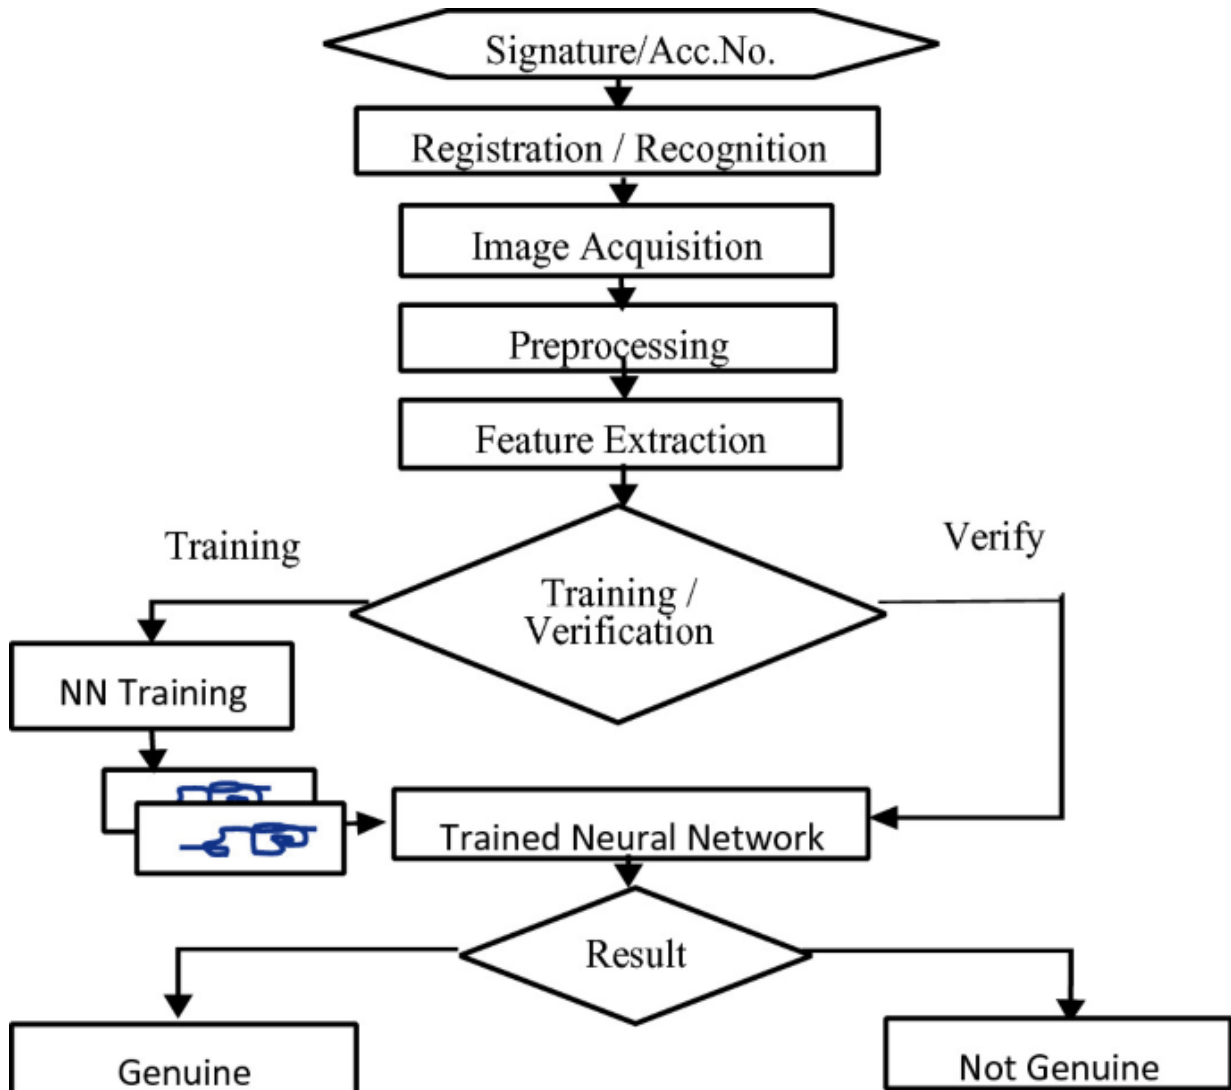 Signature/Acc.No.
Registration / Recognition
Image Acquisition
Preprocessing
Feature Extraction
Training
Verify
Training /
Verification
NN Training
Trained Neural Network
Result
Genuine
Not Genuine